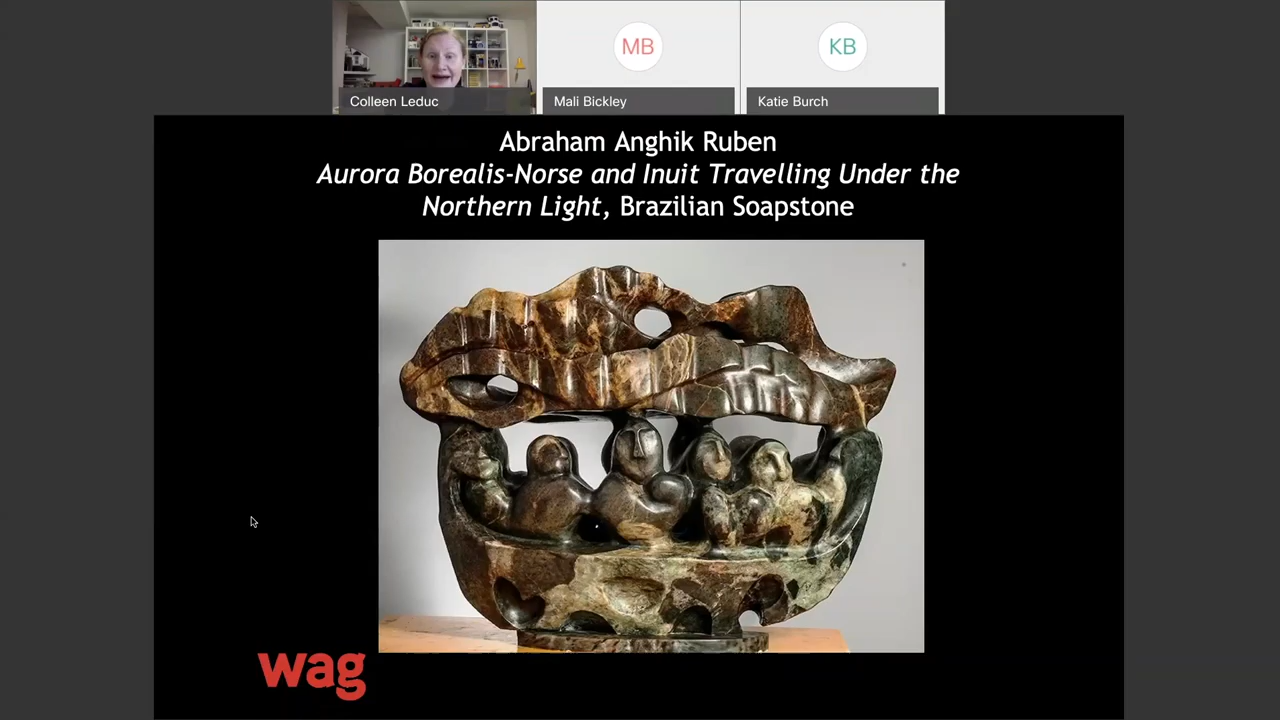 MB
KB
Colleen Leduc
Mali Bickley
Katie Burch
Abraham Anghik Ruben
Aurora Borealis-Norse and Inuit Travelling Under the
Northern Light, Brazilian Soapstone
wag